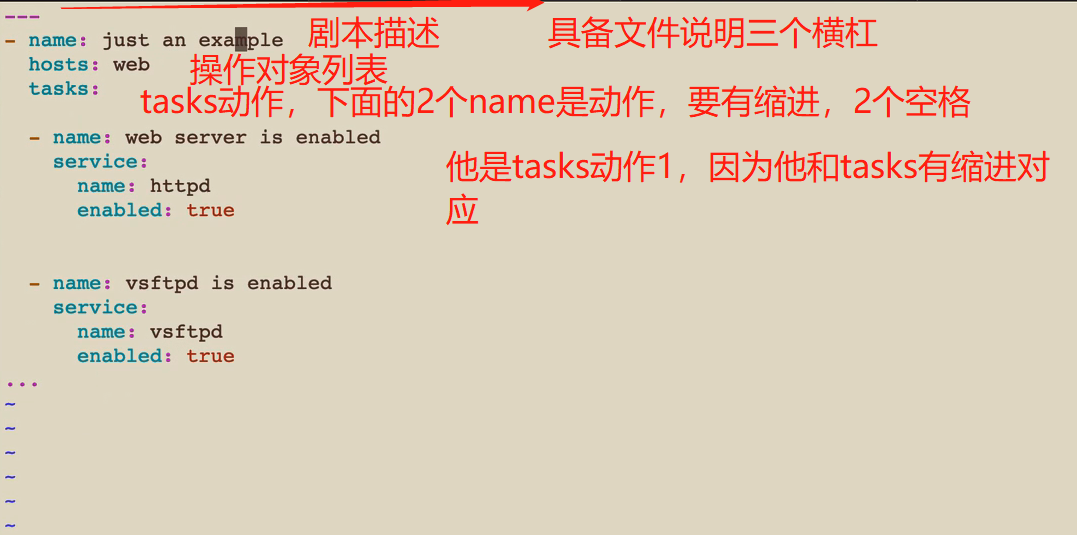 ---
- name: just an example 剧本描述 具备文件说明三个横杠
hosts: web 操作对象列表
tasks:
tasks动作，下面的2个name是动作，要有缩进，2个空格
- name: web server is enabled
service: 他是tasks动作1，因为他和tasks有缩进对
name: httpd
enabled: true 应
- name: vsftpd is enabled
service:
name: vsftpd
enabled: true
...
~
~
~
~
~
~